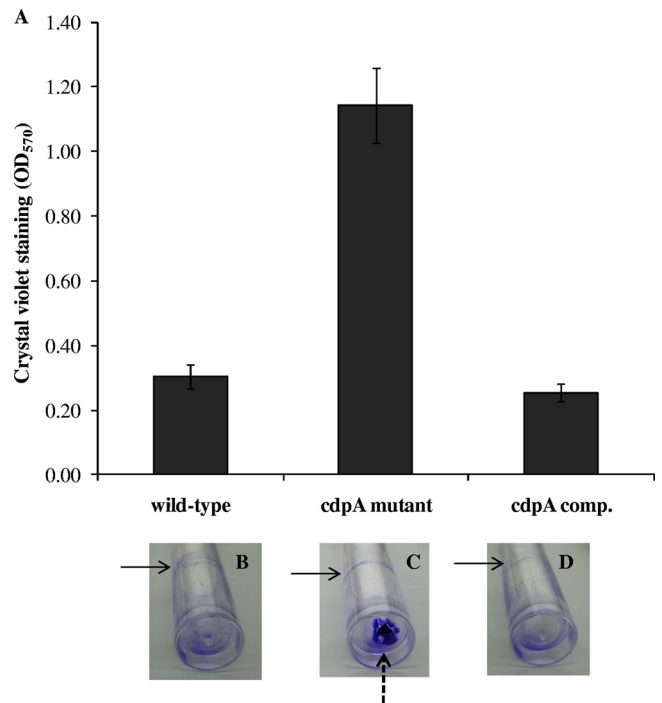 A
Crystal violet staining (OD570)
1.40
1.20
1.00
0.80
0.60
0.40
0.20
0.00
wild-type cdpA mutant cdpA comp.
B C D